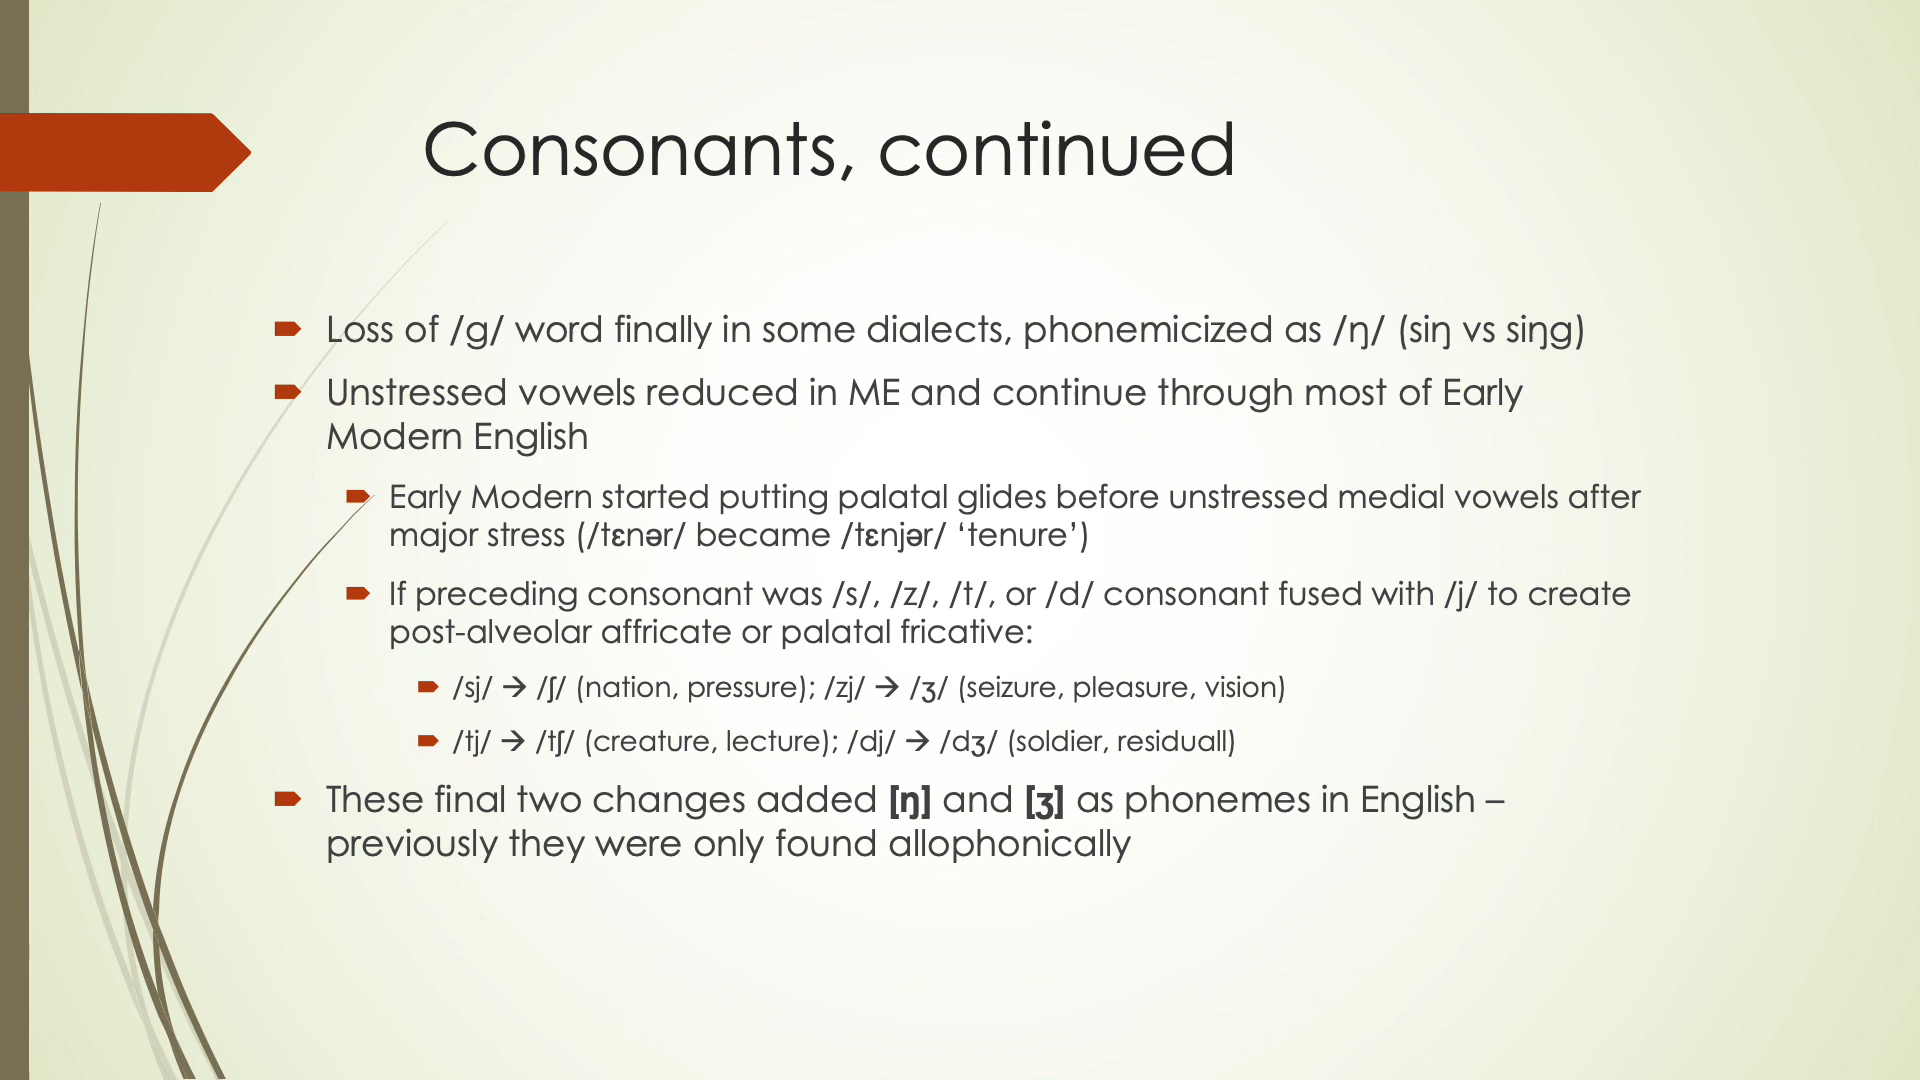 Consonants, continued
Loss of /g/ word finally in some dialects, phonemicized as /ŋ/ (siŋ vs siŋg)
Unstressed vowels reduced in ME and continue through most of Early
Modern English
Early Modern started putting palatal glides before unstressed medial vowels after
major stress (/tɛnər/ became /tɛnjər/ ‘tenure’)
If preceding consonant was /s/, /z/, /t/, or /d/ consonant fused with /j/ to create
post-alveolar affricate or palatal fricative:
/sj/ → /ʃ/ (nation, pressure); /zj/ → /ʒ/ (seizure, pleasure, vision)
/tj/ → /tʃ/ (creature, lecture); /dj/ → /dʒ/ (soldier, residuall)
These final two changes added [ŋ] and [ʒ] as phonemes in English –
previously they were only found allophonically